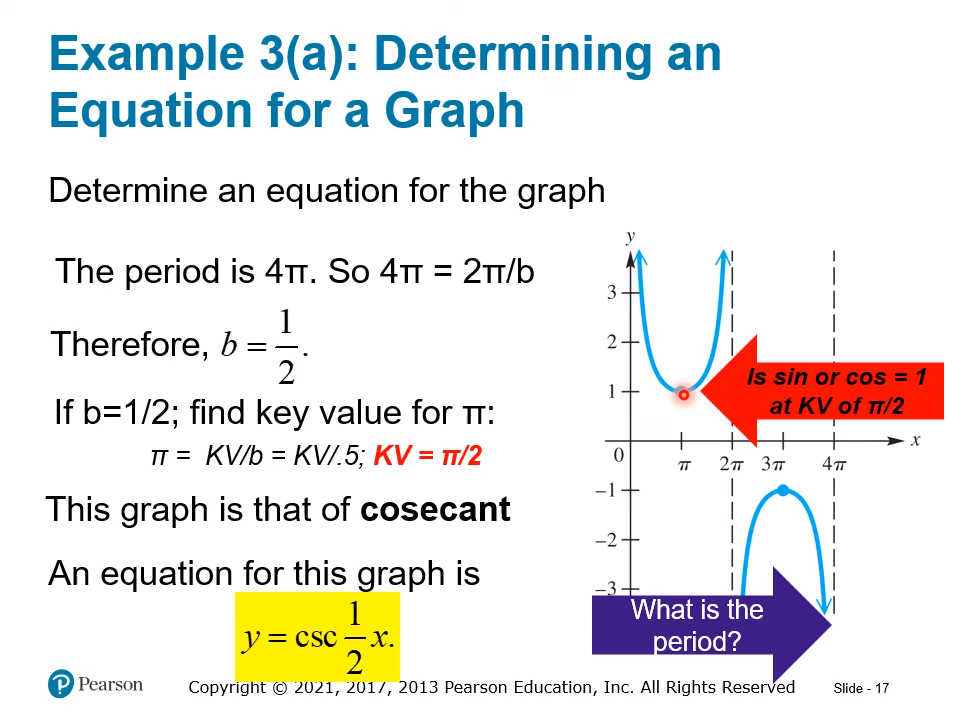 Example 3(a): Determining an
Equation for a Graph
Determine an equation for the graph
The period is 4π. So 4π = 2π/b
Therefore, b = 1/2.
If b=1/2; find key value for π:
π = KV/b = KV/.5; KV = π/2
This graph is that of cosecant
An equation for this graph is
y = csc 1/2 x.
y
3
2
1
0
−1
−2
−3
π
2π
3π
4π
x
Is sin or cos = 1
at KV of π/2
What is the
period?
P Pearson
Copyright © 2021, 2017, 2013 Pearson Education, Inc. All Rights Reserved
Slide - 17